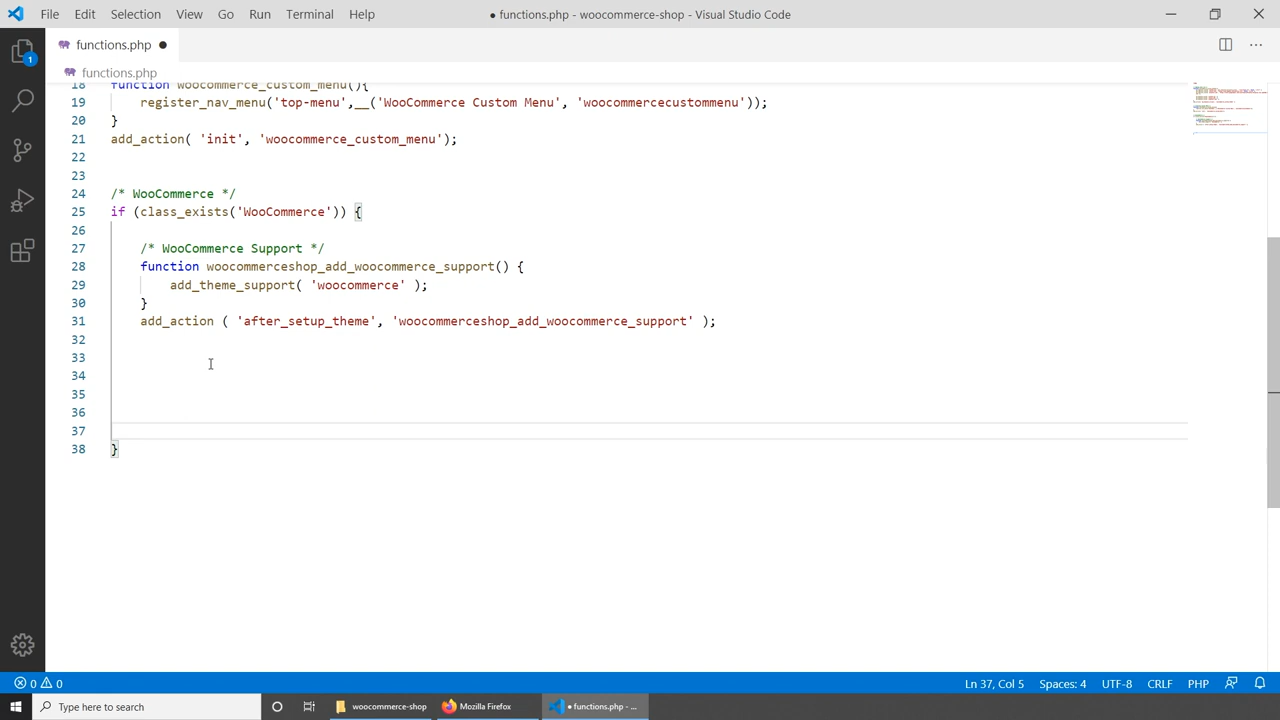 File Edit Selection View Go Run Terminal Help ● functions.php - woocommerce-shop - Visual Studio Code
functions.php ●
functions.php
18 function woocommerce_custom_menu(){
19 register_nav_menu('top-menu',__('WooCommerce Custom Menu', 'woocommercecustommenu'));
20 }
21 add_action( 'init', 'woocommerce_custom_menu');
22
23
24 /* WooCommerce */
25 if (class_exists('WooCommerce')) {
26
27 /* WooCommerce Support */
28 function woocommerceshop_add_woocommerce_support() {
29 add_theme_support( 'woocommerce' );
30 }
31 add_action ( 'after_setup_theme', 'woocommerceshop_add_woocommerce_support' );
32
33
34
35
36
37
38 }
1
0 0 Ln 37, Col 5 Spaces: 4 UTF-8 CRLF PHP
Type here to search woocommerce-shop Mozilla Firefox ● functions.php - ...